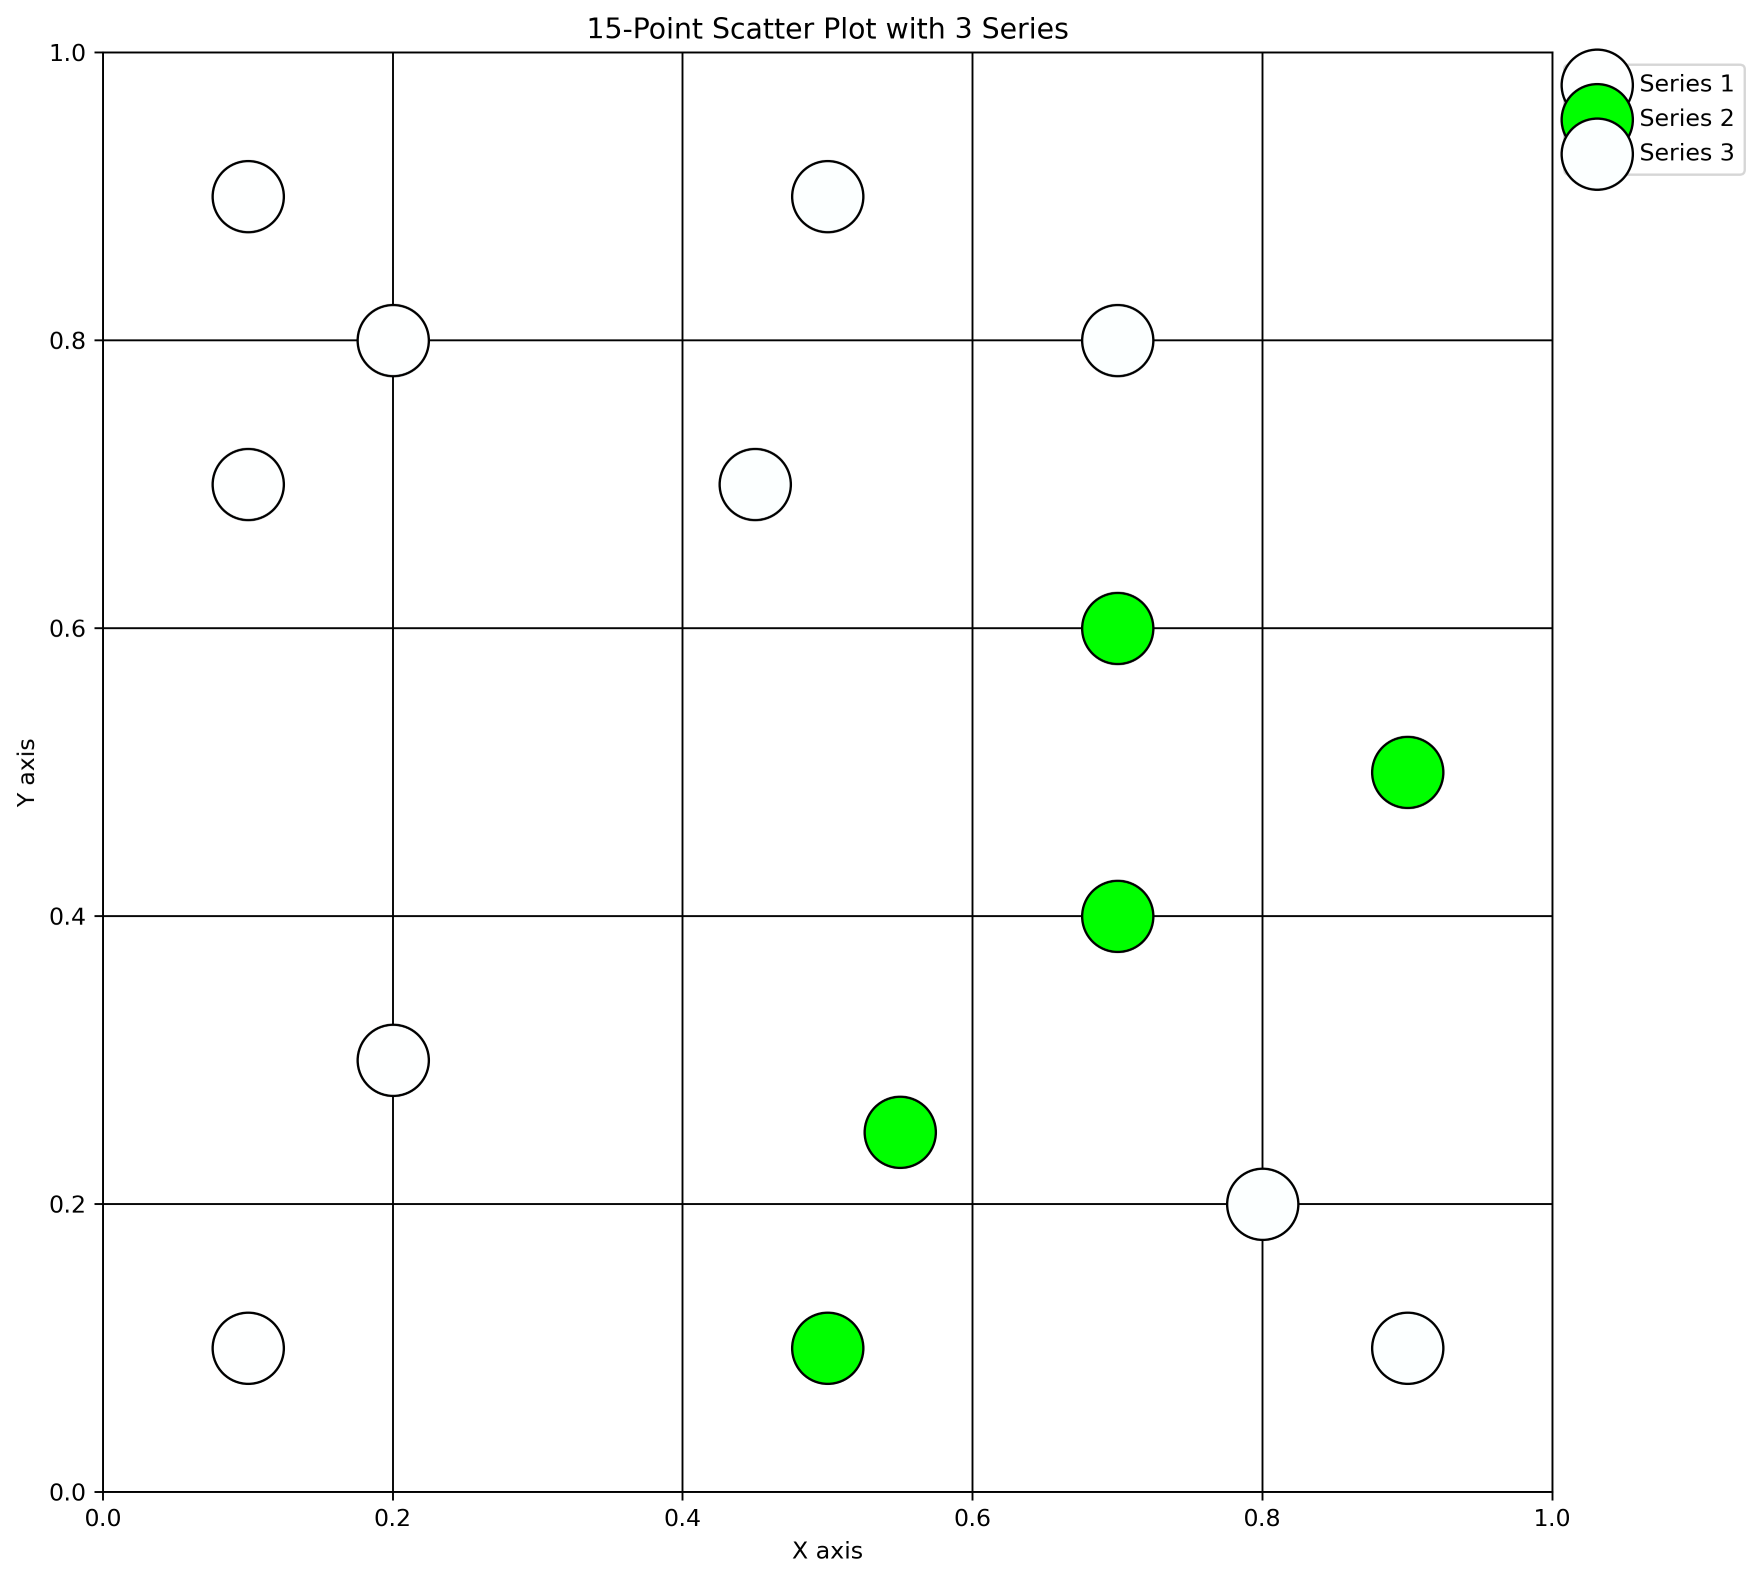 15-Point Scatter Plot with 3 Series
Series 1
Series 2
Series 3
1.0
0.8
0.6
0.4
0.2
0.0
Y axis
0.0 0.2 0.4 0.6 0.8 1.0
X axis